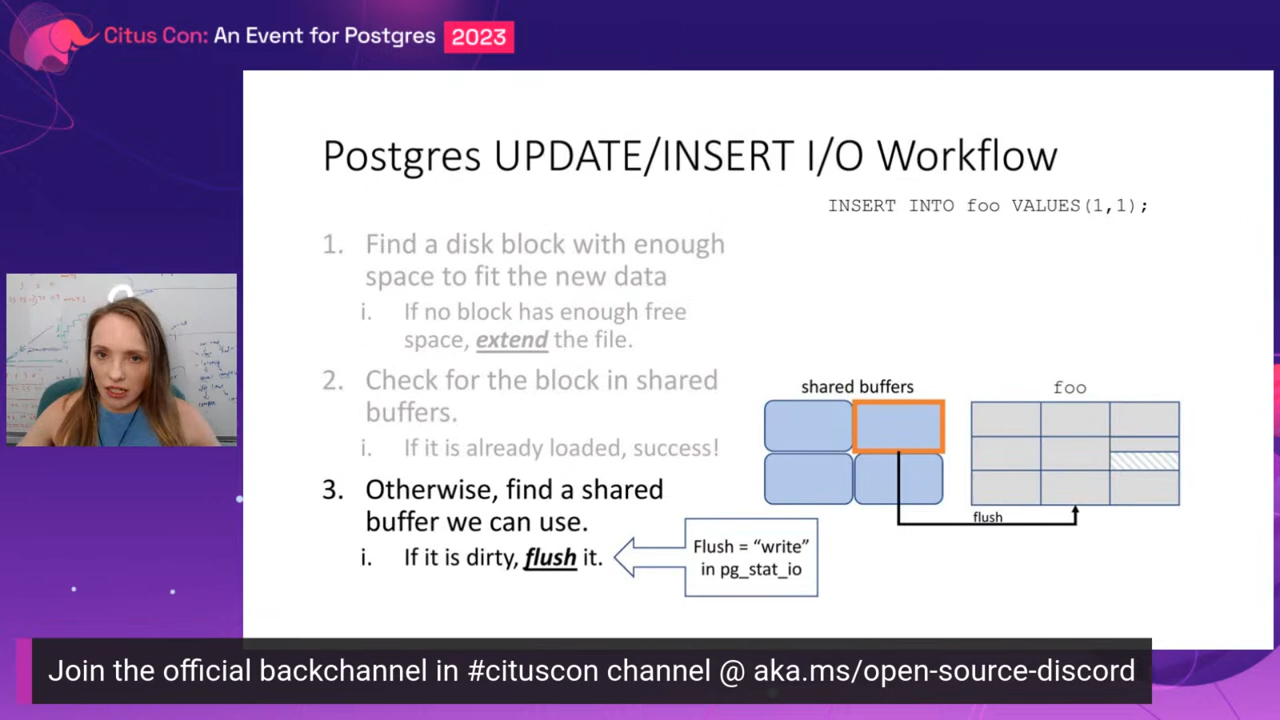 Citus Con: An Event for Postgres 2023
Postgres UPDATE/INSERT I/O Workflow
INSERT INTO foo VALUES(1,1);
1. Find a disk block with enough
space to fit the new data
i. If no block has enough free
space, extend the file.
2. Check for the block in shared
buffers.
i. If it is already loaded, success!
3. Otherwise, find a shared
buffer we can use.
i. If it is dirty, flush it.
shared buffers
foo
flush
Flush = “write”
in pg_stat_io
Join the official backchannel in #cituscon channel @ aka.ms/open-source-discord